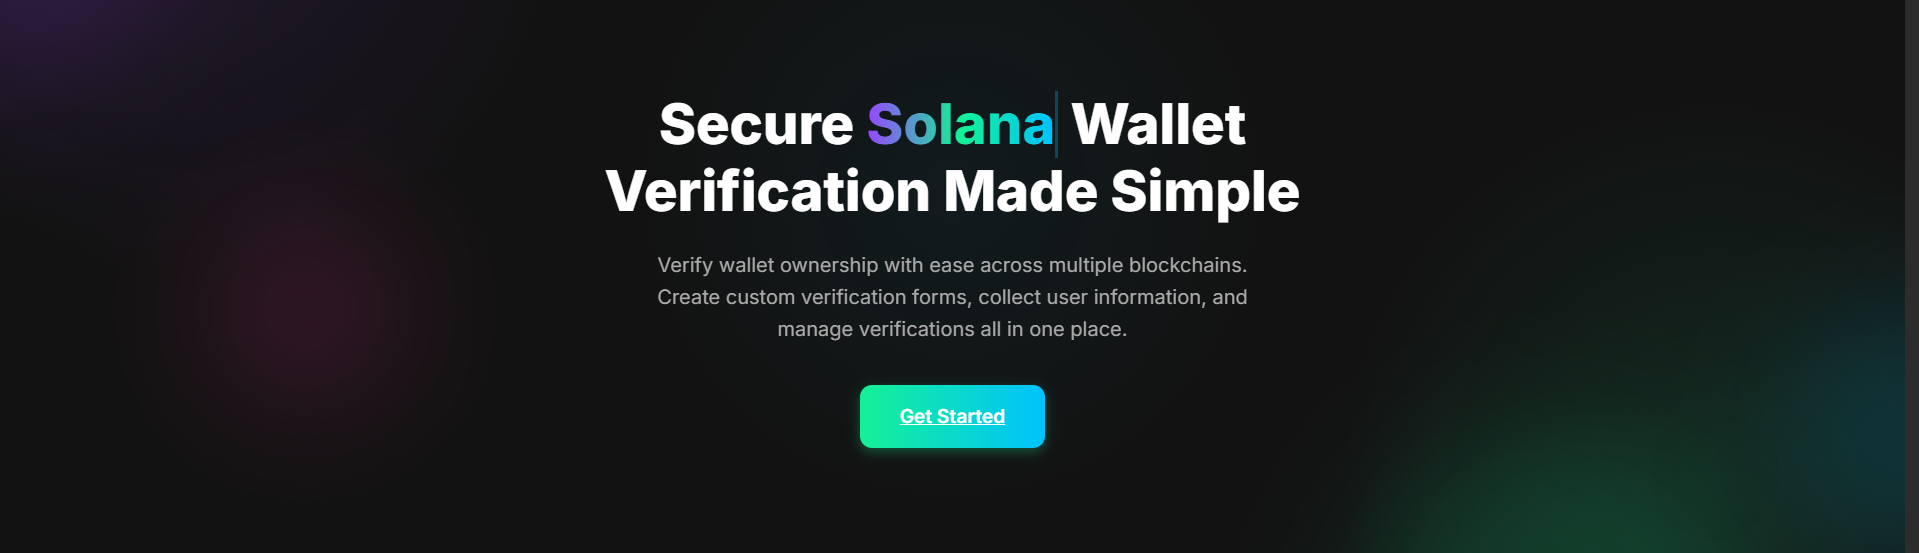 Secure Solana Wallet
Verification Made Simple
Verify wallet ownership with ease across multiple blockchains.
Create custom verification forms, collect user information, and
manage verifications all in one place.
Get Started